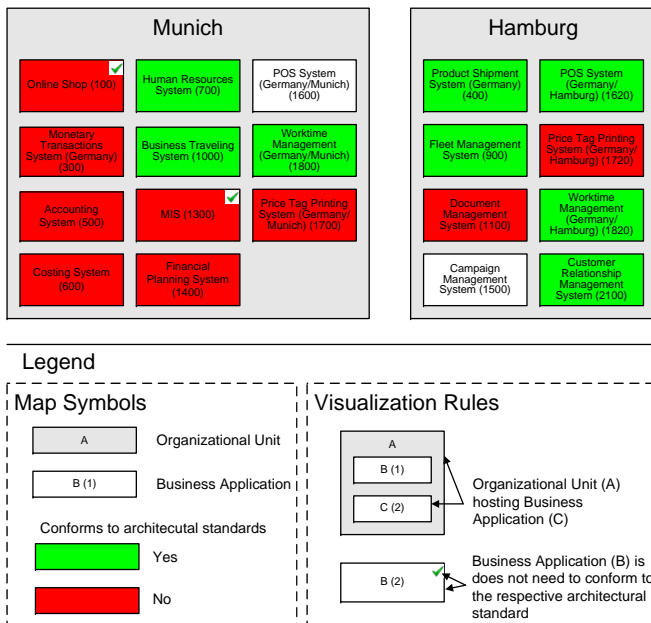 Munich
Online Shop (100)
Human Resources
System (700)
POS System
(Germany/Munich)
(1600)
Monetary
Transactions
System (Germany)
(300)
Business Traveling
System (1000)
Worktime
Management
(Germany/Munich)
(1800)
Accounting
System (500)
MIS (1300)
Price Tag Printing
System (Germany/
Munich) (1700)
Costing System
(600)
Financial
Planning System
(1400)
Hamburg
Product Shipment
System (Germany)
(400)
POS System
(Germany/
Hamburg) (1620)
Fleet Management
System (900)
Price Tag Printing
System (Germany/
Hamburg) (1720)
Document
Management
System (1100)
Worktime
Management
(Germany/
Hamburg) (1820)
Campaign
Management
System (1500)
Customer
Relationship
Management
System (2100)
Legend
Map Symbols
A
Organizational Unit
B (1)
Business Application
Conforms to architecutal standards
Yes
No
Visualization Rules
A
B (1)
C (2)
Organizational Unit (A)
hosting Business
Application (C)
B (2)
Business Application (B) is
does not need to conform to
the respective architectural
standard